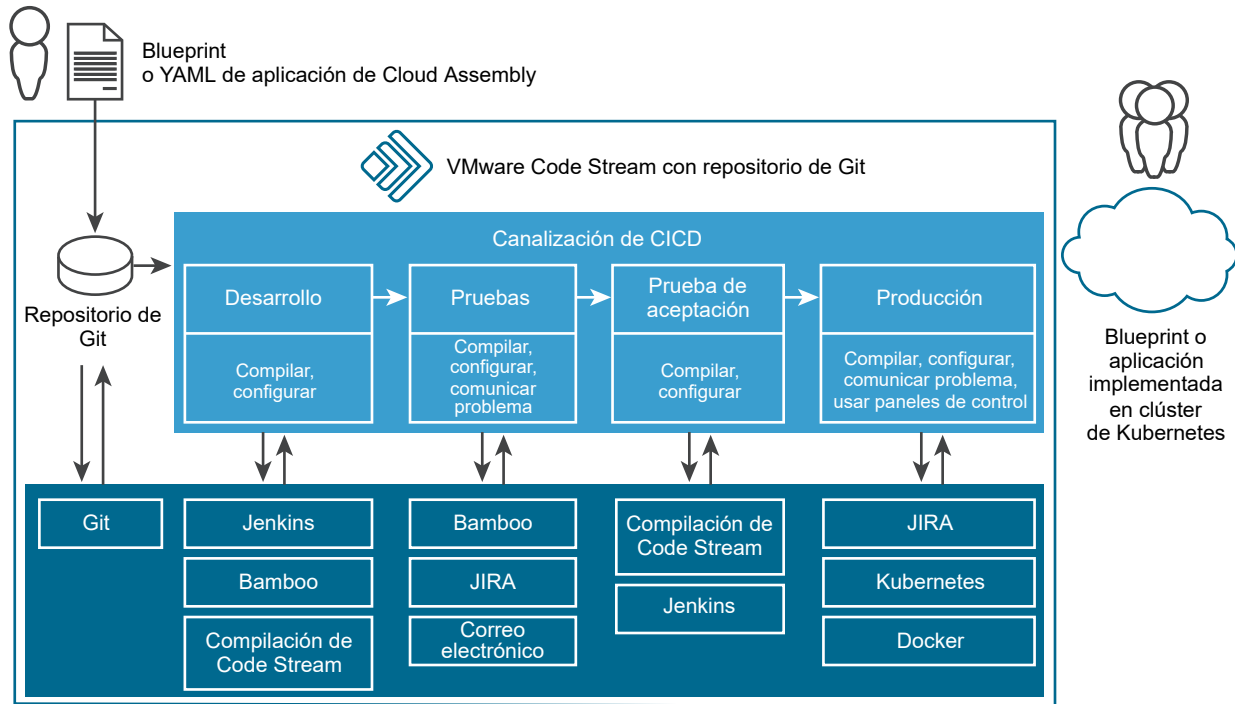 Blueprint
o YAML de aplicación de Cloud Assembly
VMware Code Stream con repositorio de Git
Repositorio de
Git
Canalización de CICD
Desarrollo
Compilar,
configurar
Pruebas
Compilar,
configurar,
comunicar
problema
Prueba de
aceptación
Compilar,
configurar
Producción
Compilar, configurar,
comunicar problema,
usar paneles de control
Blueprint o
aplicación
implementada
en clúster
de Kubernetes
Git
Jenkins
Bamboo
Compilación de
Code Stream
Bamboo
JIRA
Correo
electrónico
Compilación de
Code Stream
Jenkins
JIRA
Kubernetes
Docker